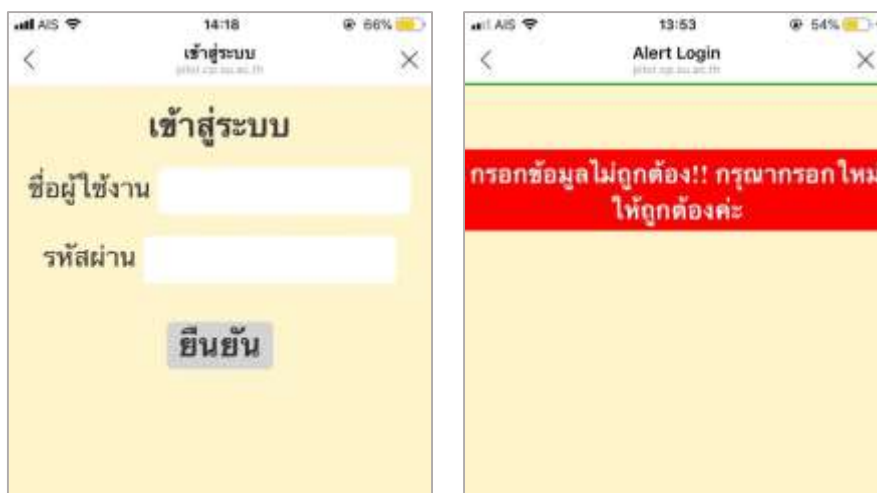 AIS
14:18
66%
เข้าสู่ระบบ
เข้าสู่ระบบ
ชื่อผู้ใช้งาน
รหัสผ่าน
ยืนยัน
AIS
13:53
54%
Alert Login
กรอกข้อมูลไม่ถูกต้อง!! กรุณากรอกใหม่
ให้ถูกต้องค่ะ